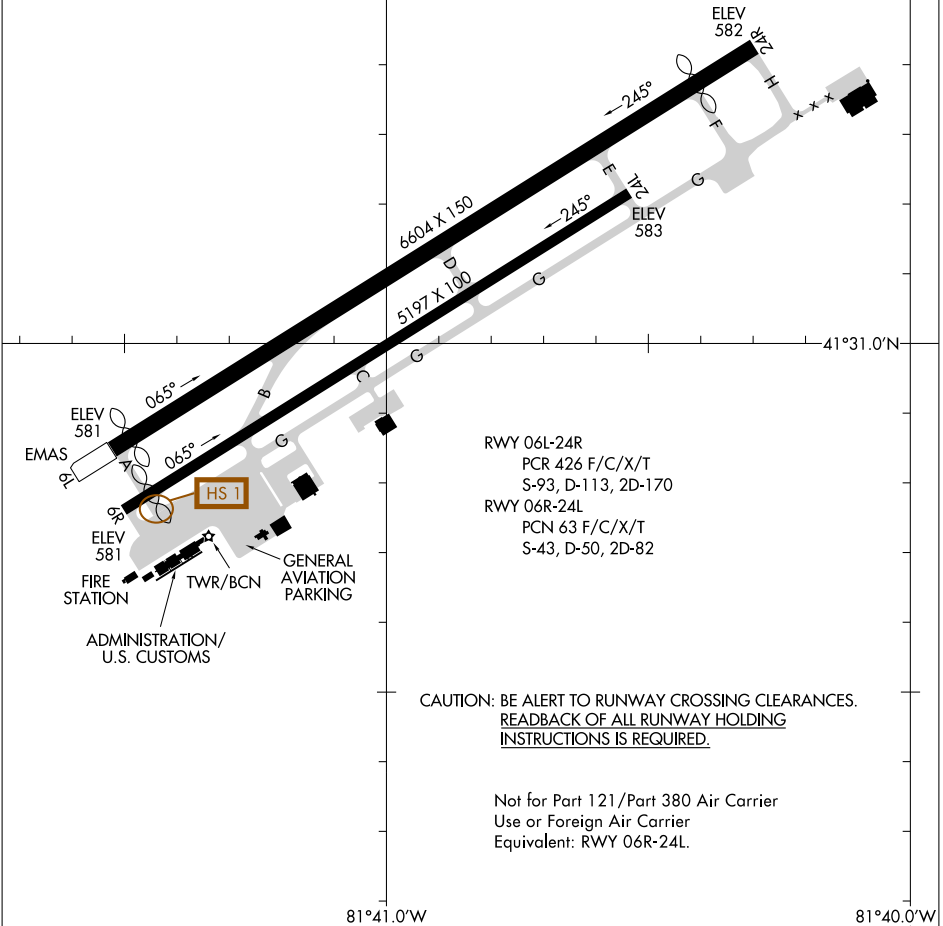 ELEV
582
24R
H
245°
F
E
24L
G
6604 X 150
245°
ELEV
583
D
G
5197 X 100
G
41°31.0'N
C
065°
B
ELEV
581
EMAS
6L
A
065°
G
HS 1
6R
ELEV
581
FIRE
STATION
TWR/BCN
GENERAL
AVIATION
PARKING
ADMINISTRATION/
U.S. CUSTOMS
RWY 06L-24R
PCR 426 F/C/X/T
S-93, D-113, 2D-170
RWY 06R-24L
PCN 63 F/C/X/T
S-43, D-50, 2D-82
CAUTION: BE ALERT TO RUNWAY CROSSING CLEARANCES.
READBACK OF ALL RUNWAY HOLDING
INSTRUCTIONS IS REQUIRED.
Not for Part 121/Part 380 Air Carrier
Use or Foreign Air Carrier
Equivalent: RWY 06R-24L.
81°41.0'W
81°40.0'W